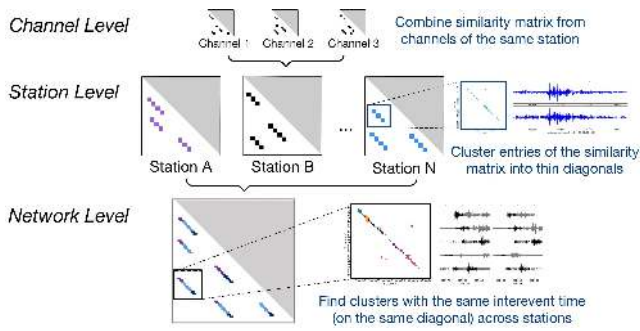 Channel Level
Channel 1
Channel 2
Channel 3
Combine similarity matrix from
channels of the same station
Station Level
...
Station A
Station B
Station N
Cluster entries of the similarity
matrix into thin diagonals
Network Level
Find clusters with the same interevent time
(on the same diagonal) across stations